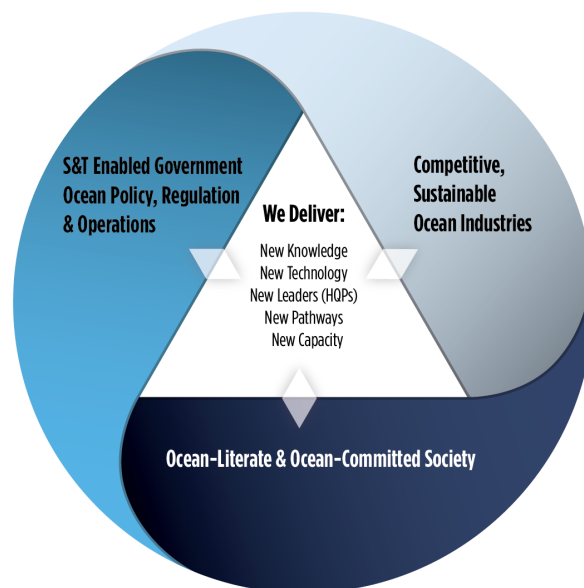 S&T Enabled Government
Ocean Policy, Regulation
& Operations
Competitive,
Sustainable
Ocean Industries
We Deliver:
New Knowledge
New Technology
New Leaders (HQPs)
New Pathways
New Capacity
Ocean-Literate & Ocean-Committed Society